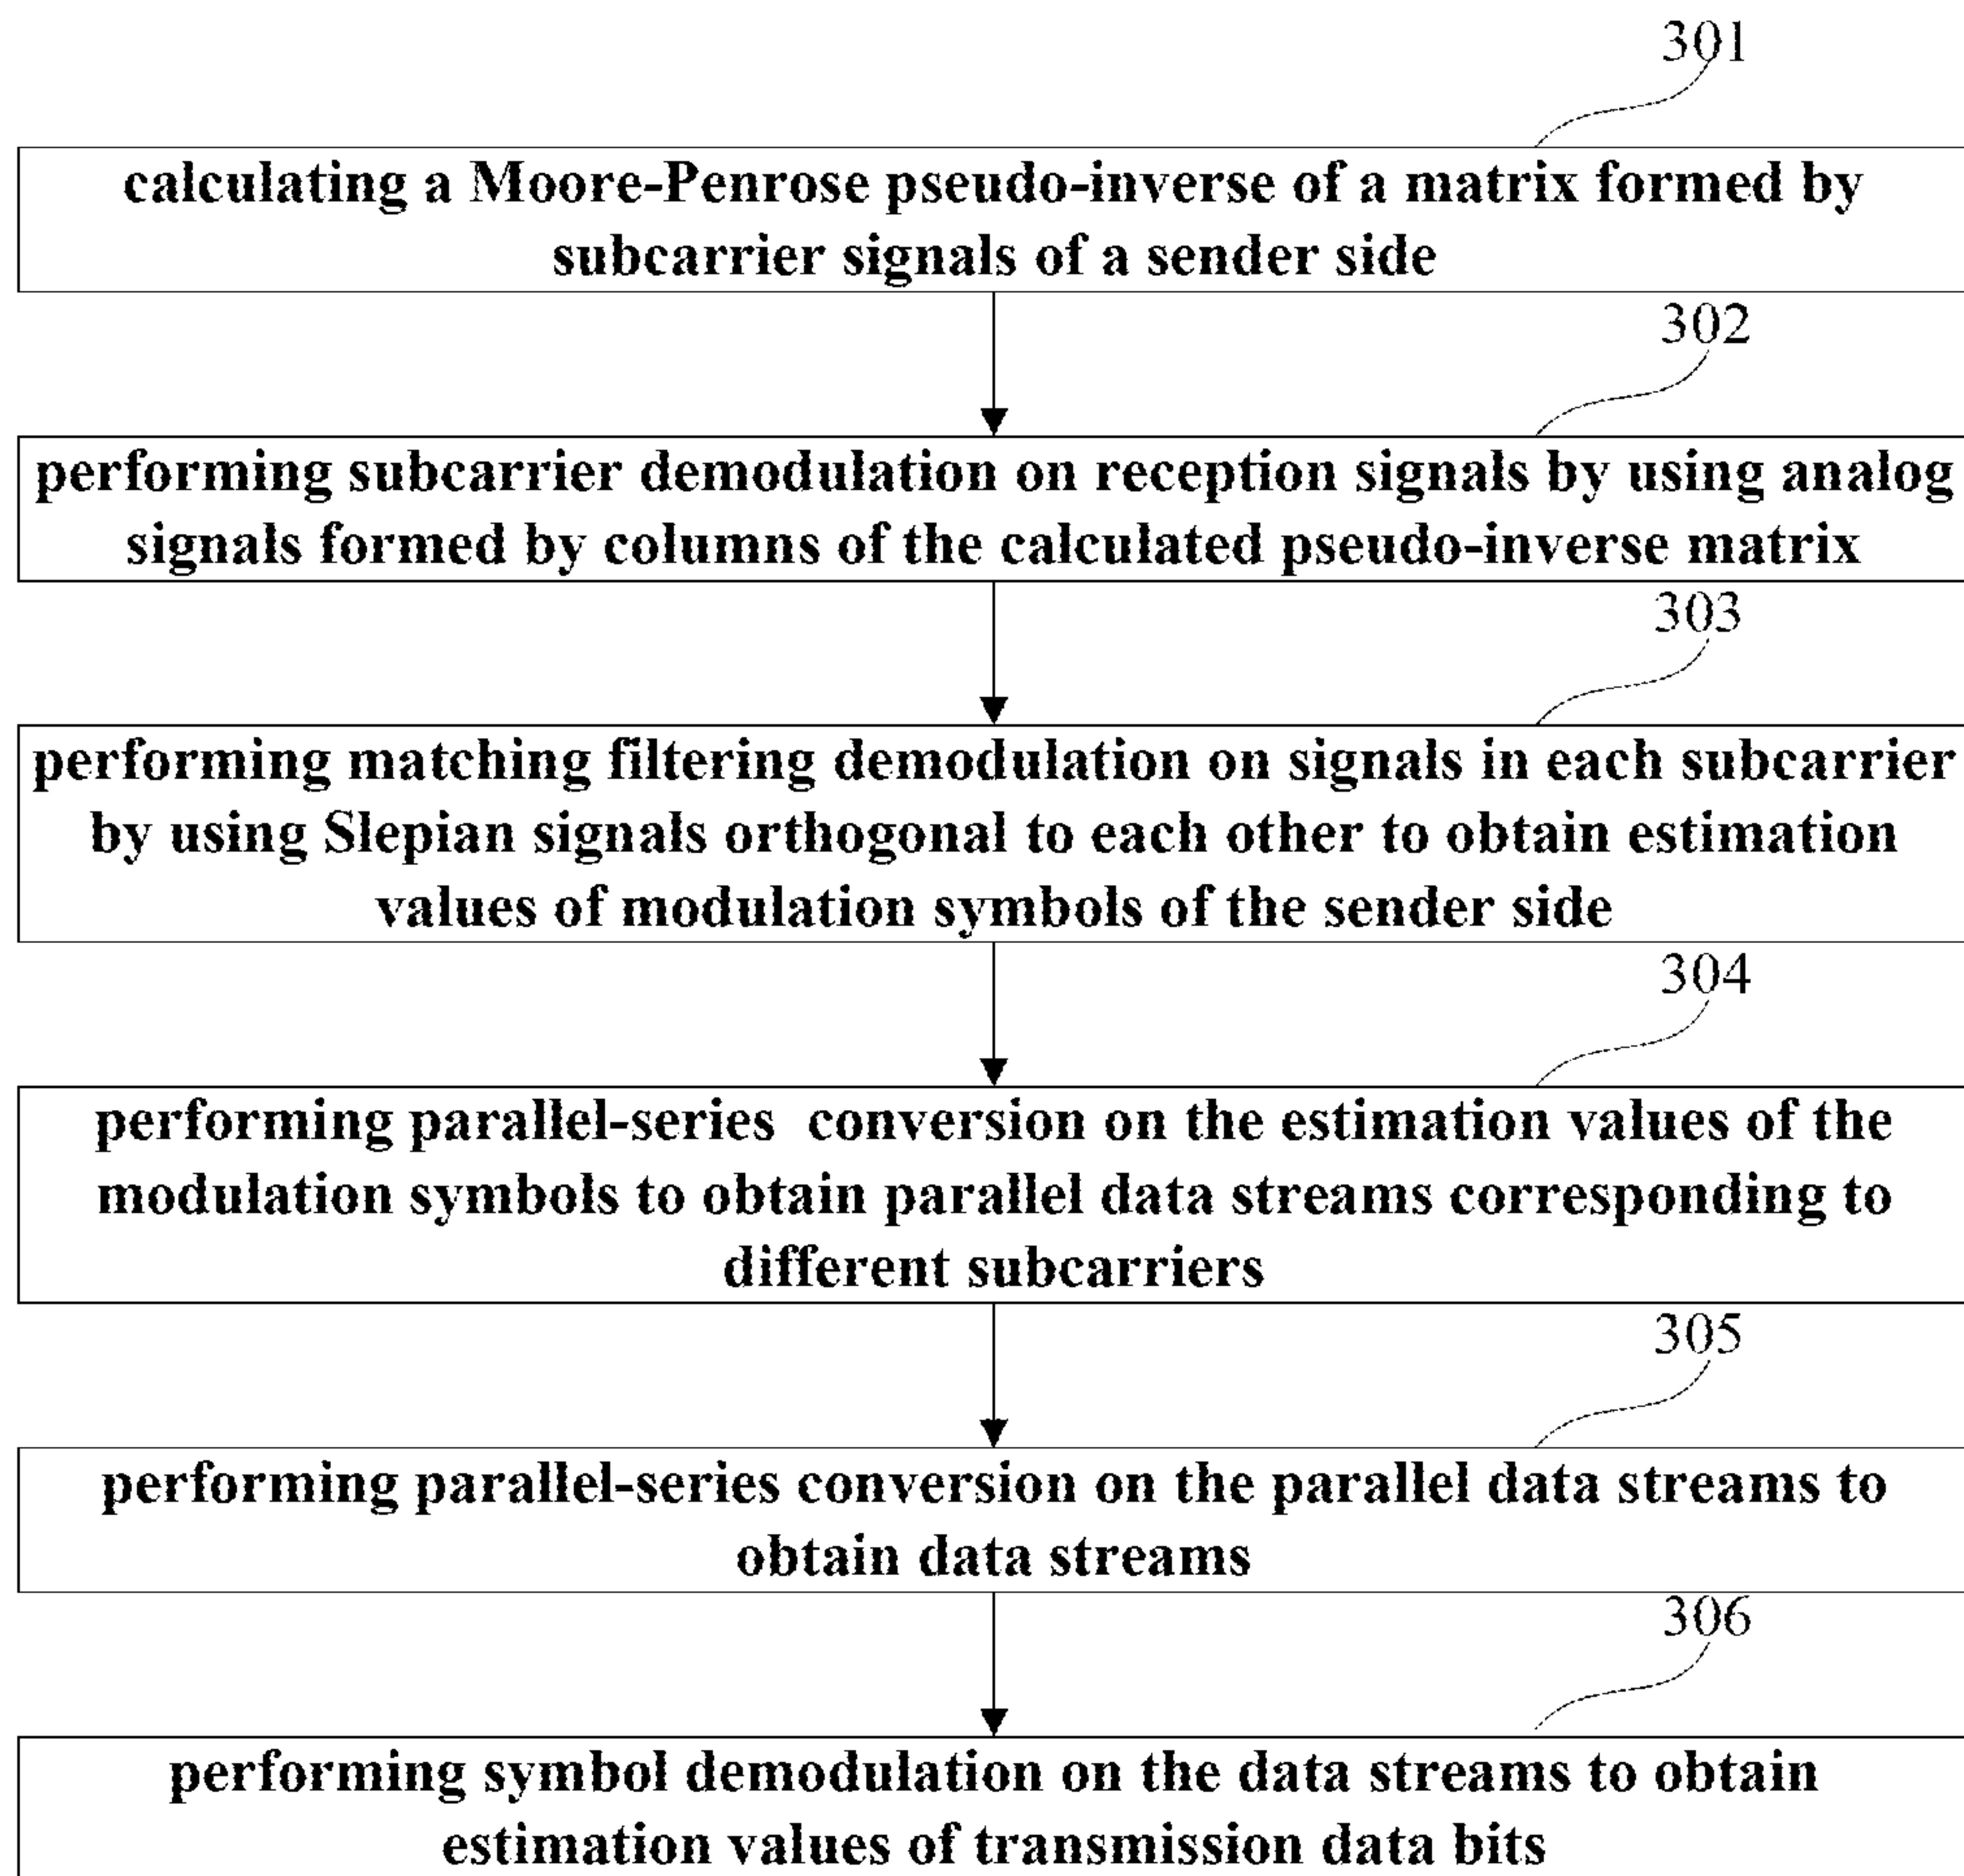 301
calculating a Moore-Penrose pseudo-inverse of a matrix formed by
subcarrier signals of a sender side
302
performing subcarrier demodulation on reception signals by using analog
signals formed by columns of the calculated pseudo-inverse matrix
303
performing matching filtering demodulation on signals in each subcarrier
by using Slepian signals orthogonal to each other to obtain estimation
values of modulation symbols of the sender side
304
performing parallel-series conversion on the estimation values of the
modulation symbols to obtain parallel data streams corresponding to
different subcarriers
305
performing parallel-series conversion on the parallel data streams to
obtain data streams
306
performing symbol demodulation on the data streams to obtain
estimation values of transmission data bits